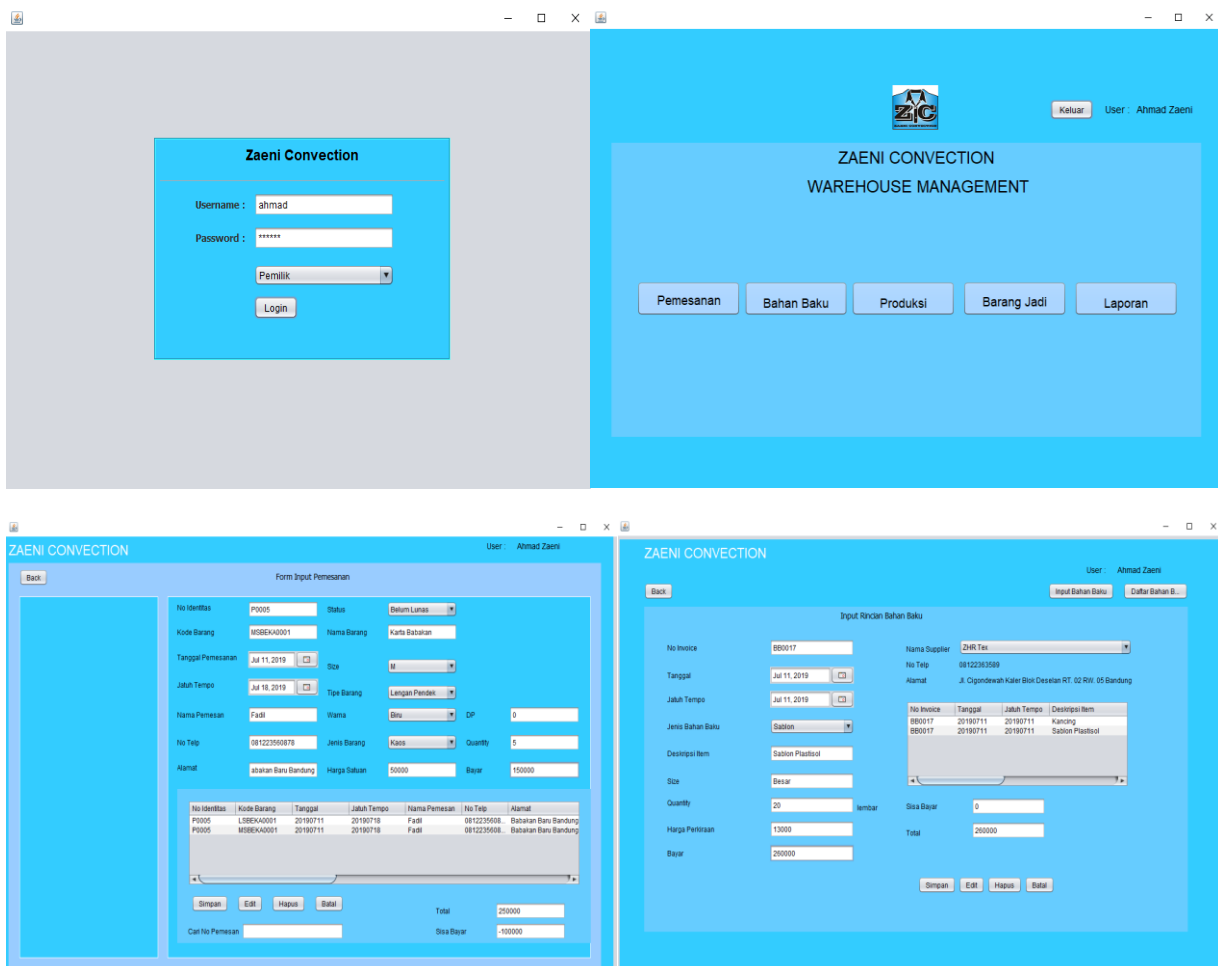 Zaeni Convection
Username : ahmad
Password : ******
Pemilik
Login
ZIC
Keluar User : Ahmad Zaeni
ZAENI CONVECTION
WAREHOUSE MANAGEMENT
Pemesanan Bahan Baku Produksi Barang Jadi Laporan
ZAENI CONVECTION User : Ahmad Zaeni
Back Form Input Pemesanan
No Identitas P0005 Status Belum Lunas
Kode Barang MSBEKA0001 Nama Barang Karta Babakan
Tanggal Pemesanan Jul 11, 2019 Size M
Jatuh Tempo Jul 18, 2019 Tipe Barang Lengan Pendek
Nama Pemesan Fadil Warna Biru DP 0
No Telp 081223560878 Jenis Barang Kaos Quantity 5
Alamat abakan Baru Bandung Harga Satuan 50000 Bayar 150000
No Identitas Kode Barang Tanggal Jatuh Tempo Nama Pemesan No Telp Alamat
P0005 LSBEKA0001 20190711 20190718 Fadil 0812235608... Babakan Baru Bandung
P0005 MSBEKA0001 20190711 20190718 Fadil 0812235608... Babakan Baru Bandung
Simpan Edit Hapus Batal
Total 250000
Cari No Pemesan Sisa Bayar -100000
ZAENI CONVECTION
User : Ahmad Zaeni
Back Input Bahan Baku Daftar Bahan B...
Input Rincian Bahan Baku
No Invoice BB0017 Nama Supplier ZHR Tex
No Telp 08122363589
Tanggal Jul 11, 2019 Alamat Jl. Cigondewah Kaler Blok Deselan RT. 02 RW. 05 Bandung
Jatuh Tempo Jul 11, 2019
No Invoice Tanggal Jatuh Tempo Deskripsi Item
BB0017 20190711 20190711 Kancing
BB0017 20190711 20190711 Sablon Plastisol
Jenis Bahan Baku Sablon
Deskripsi Item Sablon Plastisol
Size Besar
Quantity 20 lembar Sisa Bayar 0
Harga Perkiraan 13000 Total 260000
Bayar 260000
Simpan Edit Hapus Batal